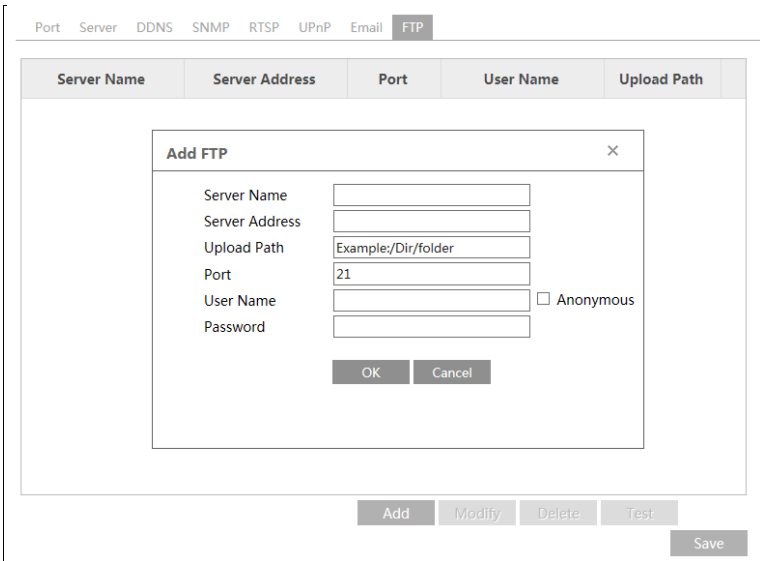 Port Server DDNS SNMP RTSP UPnP Email FTP
Server Name Server Address Port User Name Upload Path
Add FTP ×
Server Name
Server Address
Upload Path Example:/Dir/folder
Port 21
User Name Anonymous
Password
OK Cancel
Add Modify Delete Test
Save